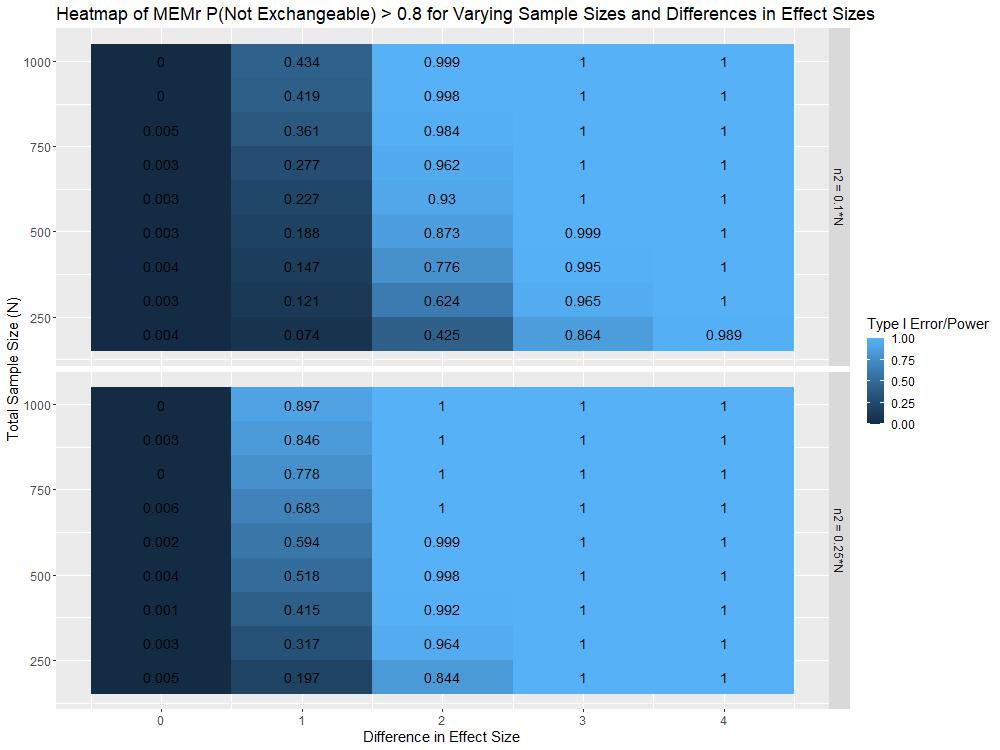 Heatmap of MEMr P(Not Exchangeable) > 0.8 for Varying Sample Sizes and Differences in Effect Sizes
1000 0 0.434 0.999 1 1
0 0.419 0.998 1 1
0.005 0.361 0.984 1 1
750
0.003 0.277 0.962 1 1
0.003 0.227 0.93 1 1
500 0.003 0.188 0.873 0.999 1
0.004 0.147 0.776 0.995 1
0.003 0.121 0.624 0.965 1
250
0.004 0.074 0.425 0.864 0.989
n2 = 0.1*N
Total Sample Size (N)
1000 0 0.897 1 1 1
0.003 0.846 1 1 1
0 0.778 1 1 1
750
0.006 0.683 1 1 1
0.002 0.594 0.999 1 1
500 0.004 0.518 0.998 1 1
0.001 0.415 0.992 1 1
0.003 0.317 0.964 1 1
250
0.005 0.197 0.844 1 1
n2 = 0.25*N
0 1 2 3 4
Difference in Effect Size
Type I Error/Power
1.00
0.75
0.50
0.25
0.00